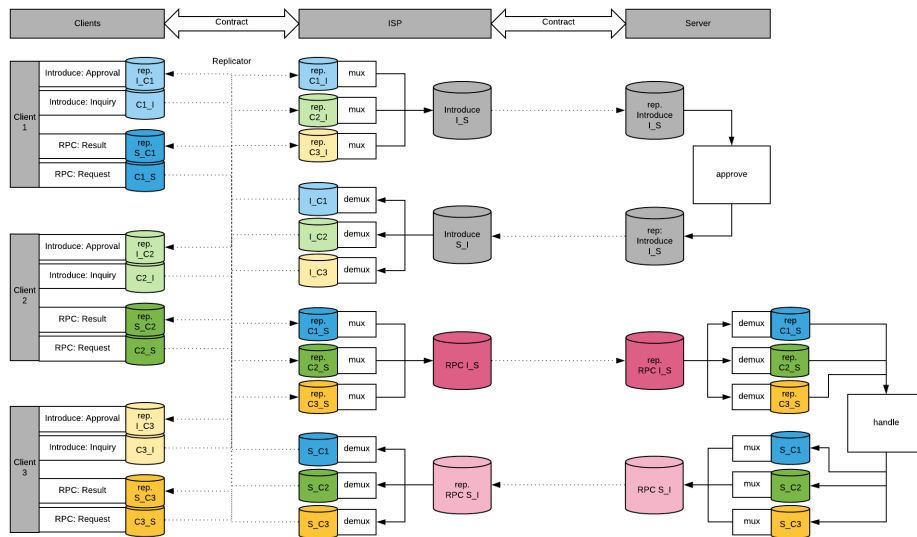 Clients
Contract
ISP
Contract
Server
Replicator
Client
1
Introduce: Approval
rep.
I_C1
Introduce: Inquiry
C1_I
RPC: Result
rep.
S_C1
RPC: Request
C1_S
Client
2
Introduce: Approval
rep.
I_C2
Introduce: Inquiry
C2_I
RPC: Result
rep.
S_C2
RPC: Request
C2_S
Client
3
Introduce: Approval
rep.
I_C3
Introduce: Inquiry
C3_I
RPC: Result
rep.
S_C3
RPC: Request
C3_S
rep.
C1_I
mux
rep.
C2_I
mux
rep.
C3_I
mux
Introduce
I_S
rep.
Introduce
I_S
approve
I_C1
demux
I_C2
demux
I_C3
demux
Introduce
S_I
rep:
Introduce
I_S
rep.
C1_S
mux
rep.
C2_S
mux
rep.
C3_S
mux
RPC I_S
rep.
RPC I_S
demux
rep
C1_S
demux
rep.
C2_S
demux
rep.
C3_S
handle
S_C1
demux
S_C2
demux
S_C3
demux
rep.
RPC S_I
RPC S_I
mux
S_C1
mux
S_C2
mux
S_C3